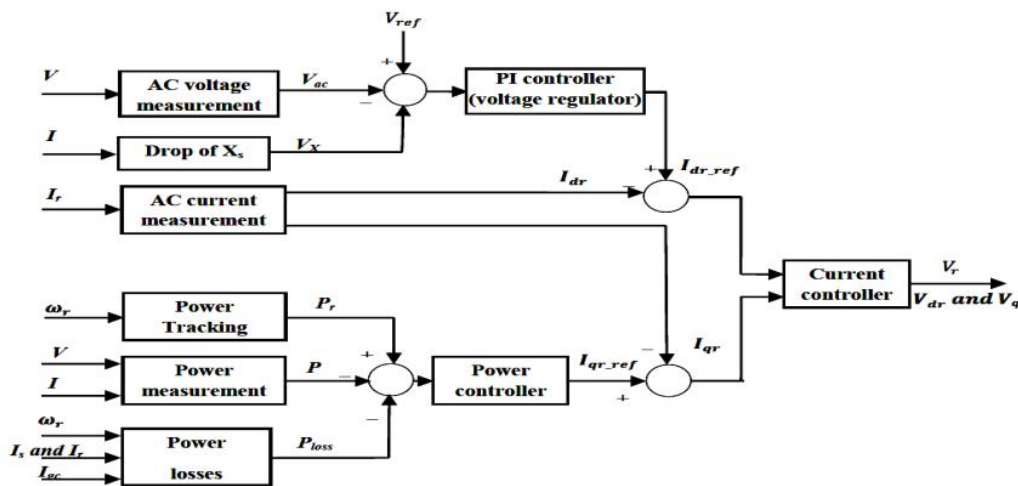 V_ref
+
V
AC voltage measurement
V_ac
−
PI controller (voltage regulator)
I
Drop of X_s
V_X
I_r
AC current measurement
I_dr
+
−
I_dr_ref
Current controller
V_r
V_dr and V_q
ω_r
Power Tracking
P_r
+
V
I
Power measurement
P
−
Power controller
I_qr_ref
−
+
I_qr
ω_r
I_s and I_r
I_gc
Power losses
P_loss
−